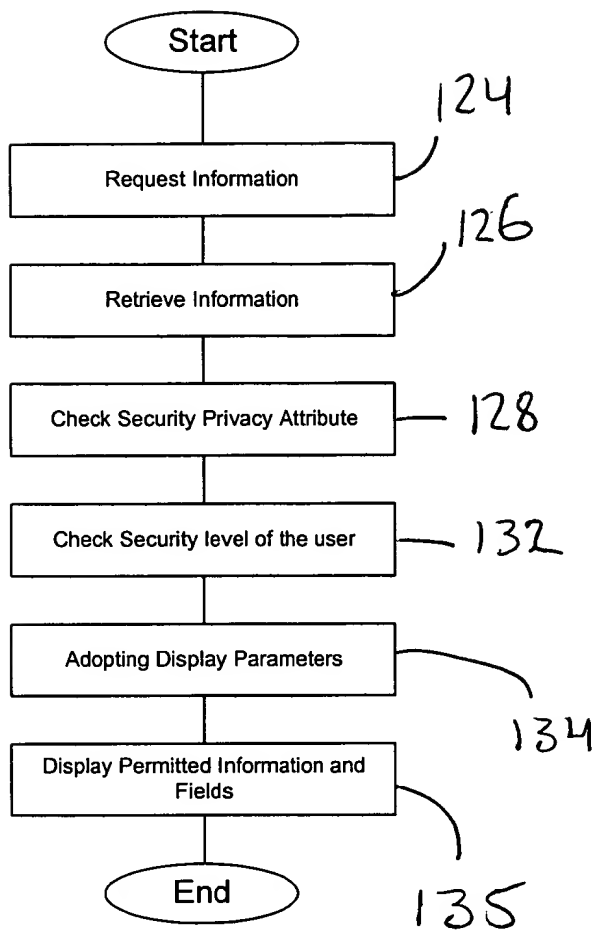 Start
124
Request Information
126
Retrieve Information
Check Security Privacy Attribute
128
Check Security level of the user
132
Adopting Display Parameters
134
Display Permitted Information and
Fields
135
End